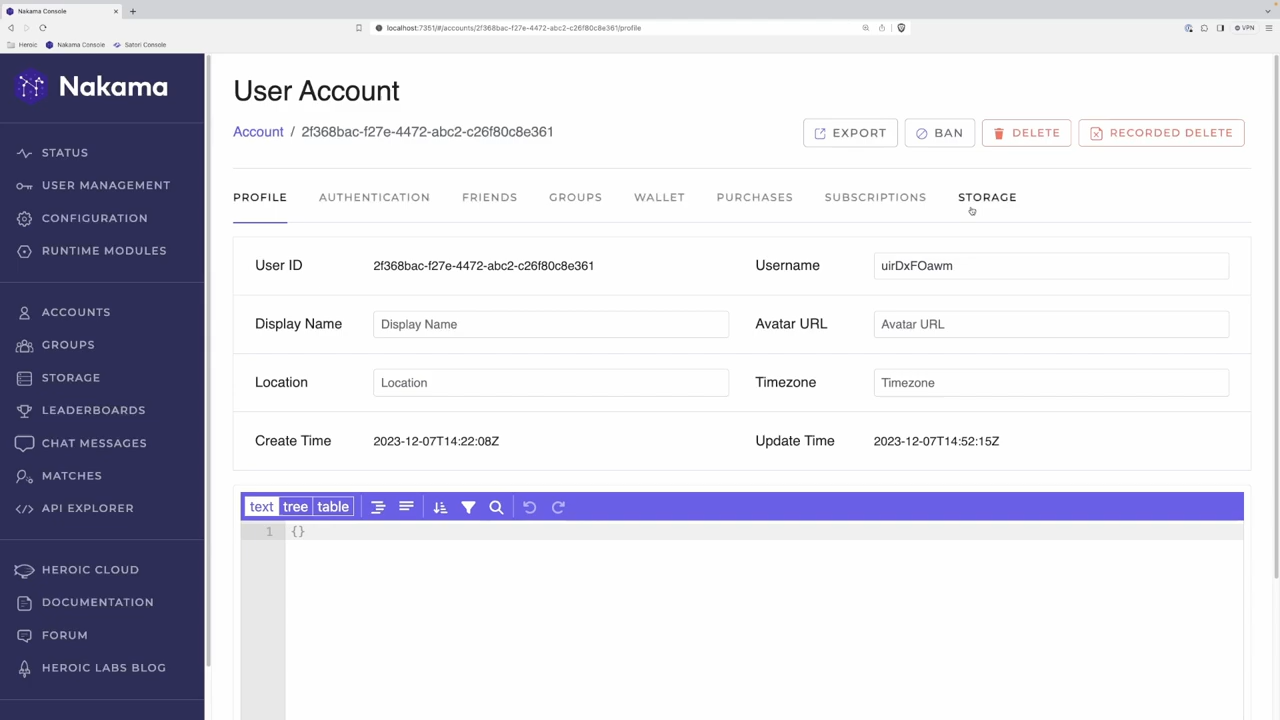 Nakama Console
localhost:7351/#/accounts/2f368bac-f27e-4472-abc2-c26f80c8e361/profile
VPN
Heroic
Nakama Console
Satori Console
Nakama
STATUS
USER MANAGEMENT
CONFIGURATION
RUNTIME MODULES
ACCOUNTS
GROUPS
STORAGE
LEADERBOARDS
CHAT MESSAGES
MATCHES
API EXPLORER
HEROIC CLOUD
DOCUMENTATION
FORUM
HEROIC LABS BLOG
User Account
Account / 2f368bac-f27e-4472-abc2-c26f80c8e361
EXPORT BAN DELETE RECORDED DELETE
PROFILE AUTHENTICATION FRIENDS GROUPS WALLET PURCHASES SUBSCRIPTIONS STORAGE
User ID 2f368bac-f27e-4472-abc2-c26f80c8e361 Username uirDxFOawm
Display Name Display Name Avatar URL Avatar URL
Location Location Timezone Timezone
Create Time 2023-12-07T14:22:08Z Update Time 2023-12-07T14:52:15Z
text tree table
1 {}